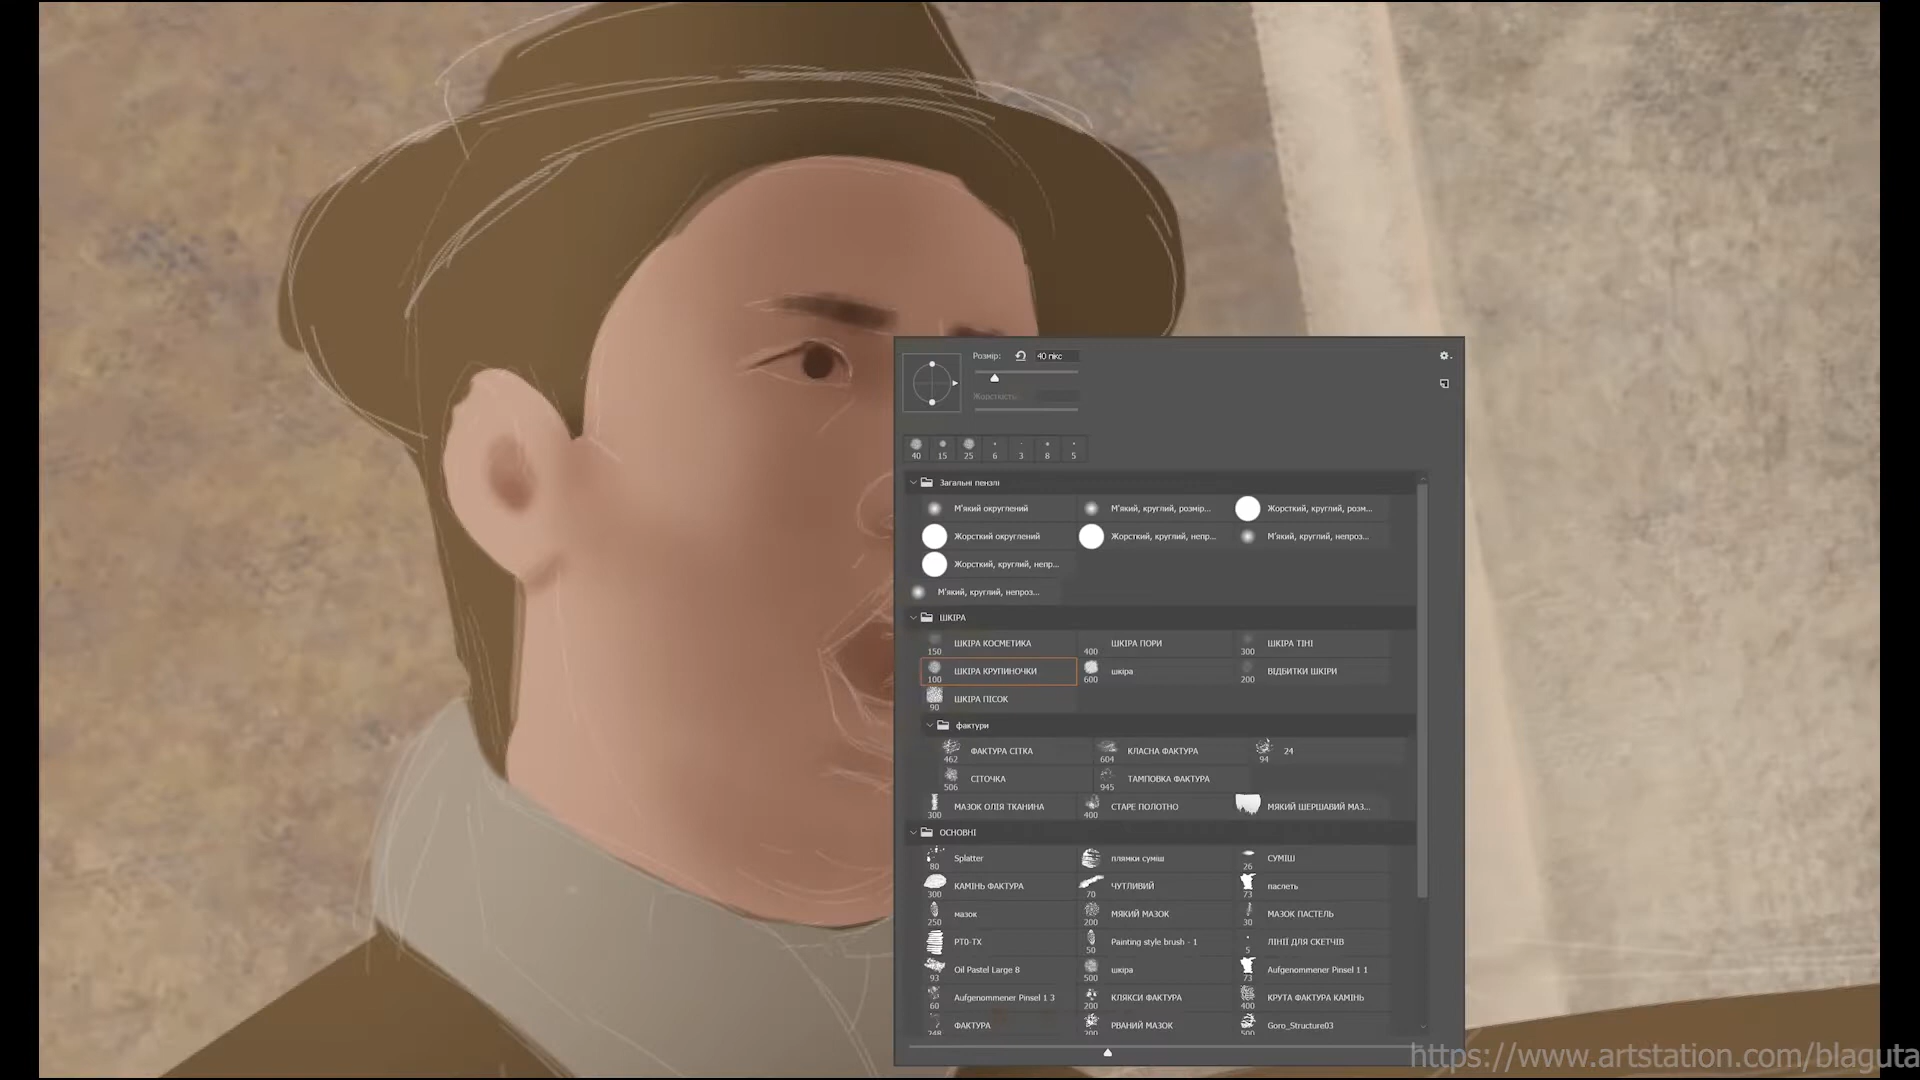 Розмір: 40 пікс
Жорсткість:
40 15 25 6 3 8 5
Загальні пензлі
М'який округлений М'який, круглий, розмір... Жорсткий, круглий, розм...
Жорсткий округлений Жорсткий, круглий, непр... М'який, круглий, непроз...
Жорсткий, круглий, непр...
М'який, круглий, непроз...
ШКІРА
150 ШКІРА КОСМЕТИКА 400 ШКІРА ПОРИ 300 ШКІРА ТІНІ
100 ШКІРА КРУПИНОЧКИ 600 шкіра 200 ВІДБИТКИ ШКІРИ
90 ШКІРА ПІСОК
фактури
462 ФАКТУРА СІТКА 604 КЛАСНА ФАКТУРА 94 24
506 СІТОЧКА 945 ТАМПОВКА ФАКТУРА
300 МАЗОК ОЛІЯ ТКАНИНА 400 СТАРЕ ПОЛОТНО МЯКИЙ ШЕРШАВИЙ МАЗ...
ОСНОВНІ
80 Splatter плямки суміш 26 СУМІШ
300 КАМІНЬ ФАКТУРА 70 ЧУТЛИВИЙ 73 паслеть
250 мазок 200 МЯКИЙ МАЗОК 30 МАЗОК ПАСТЕЛЬ
PT0-TX 50 Painting style brush - 1 5 ЛІНІЇ ДЛЯ СКЕТЧІВ
93 Oil Pastel Large 8 500 шкіра 73 Aufgenommener Pinsel 1 1
60 Aufgenommener Pinsel 1 3 200 КЛЯКСИ ФАКТУРА 400 КРУТА ФАКТУРА КАМІНЬ
248 ФАКТУРА 200 РВАНИЙ МАЗОК 500 Goro_Structure03
https://www.artstation.com/blaguta